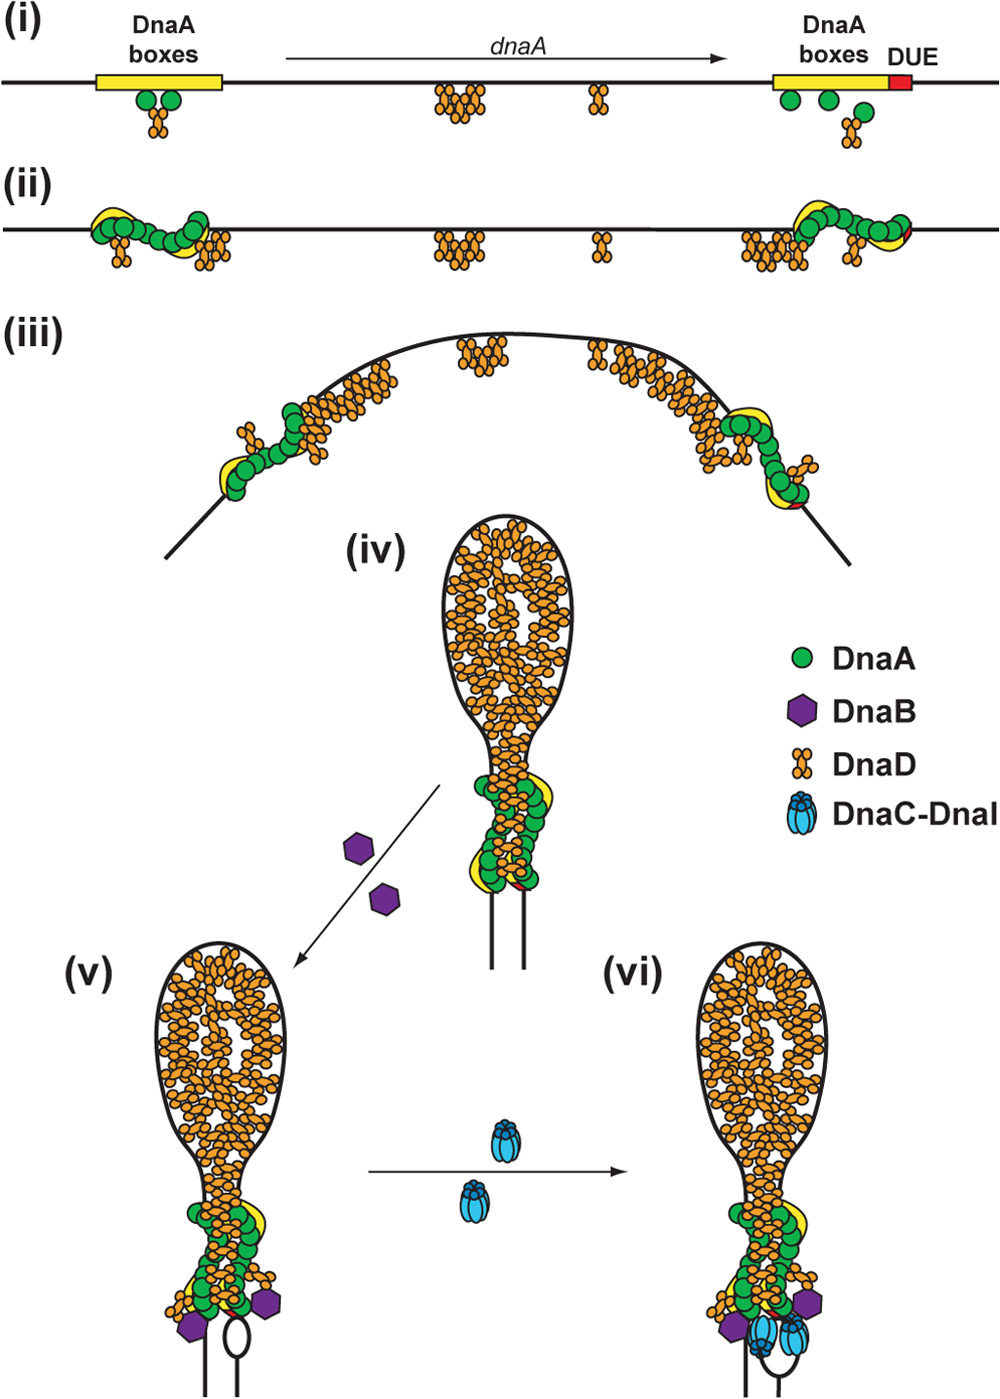 (i)
DnaA
boxes
dnaA
DnaA
boxes
DUE
(ii)
(iii)
(iv)
DnaA
DnaB
DnaD
DnaC-DnaI
(v)
(vi)